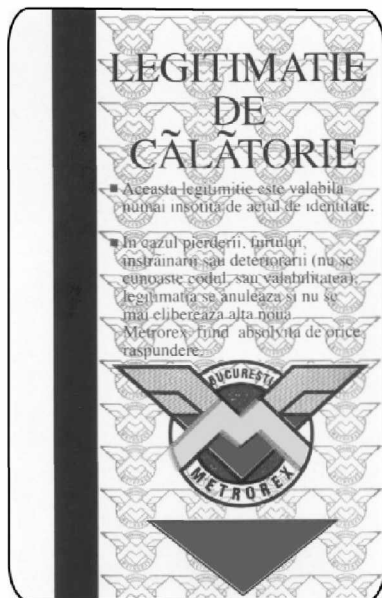 LEGITIMATIE
DE
CÃLÃTORIE
■ Aceasta legitimitie este valabila
numai insotita de actul de identitate.
■ In cazul pierderii, furtului,
instrainarii sau deteriorarii (nu se
cunoaste codul, sau valabilitatea),
legitimatia se anuleaza si nu se
mai elibereaza alta noua
Metrorex, fiind absolvita de orice
raspundere.
BUCURESTI
METROREX